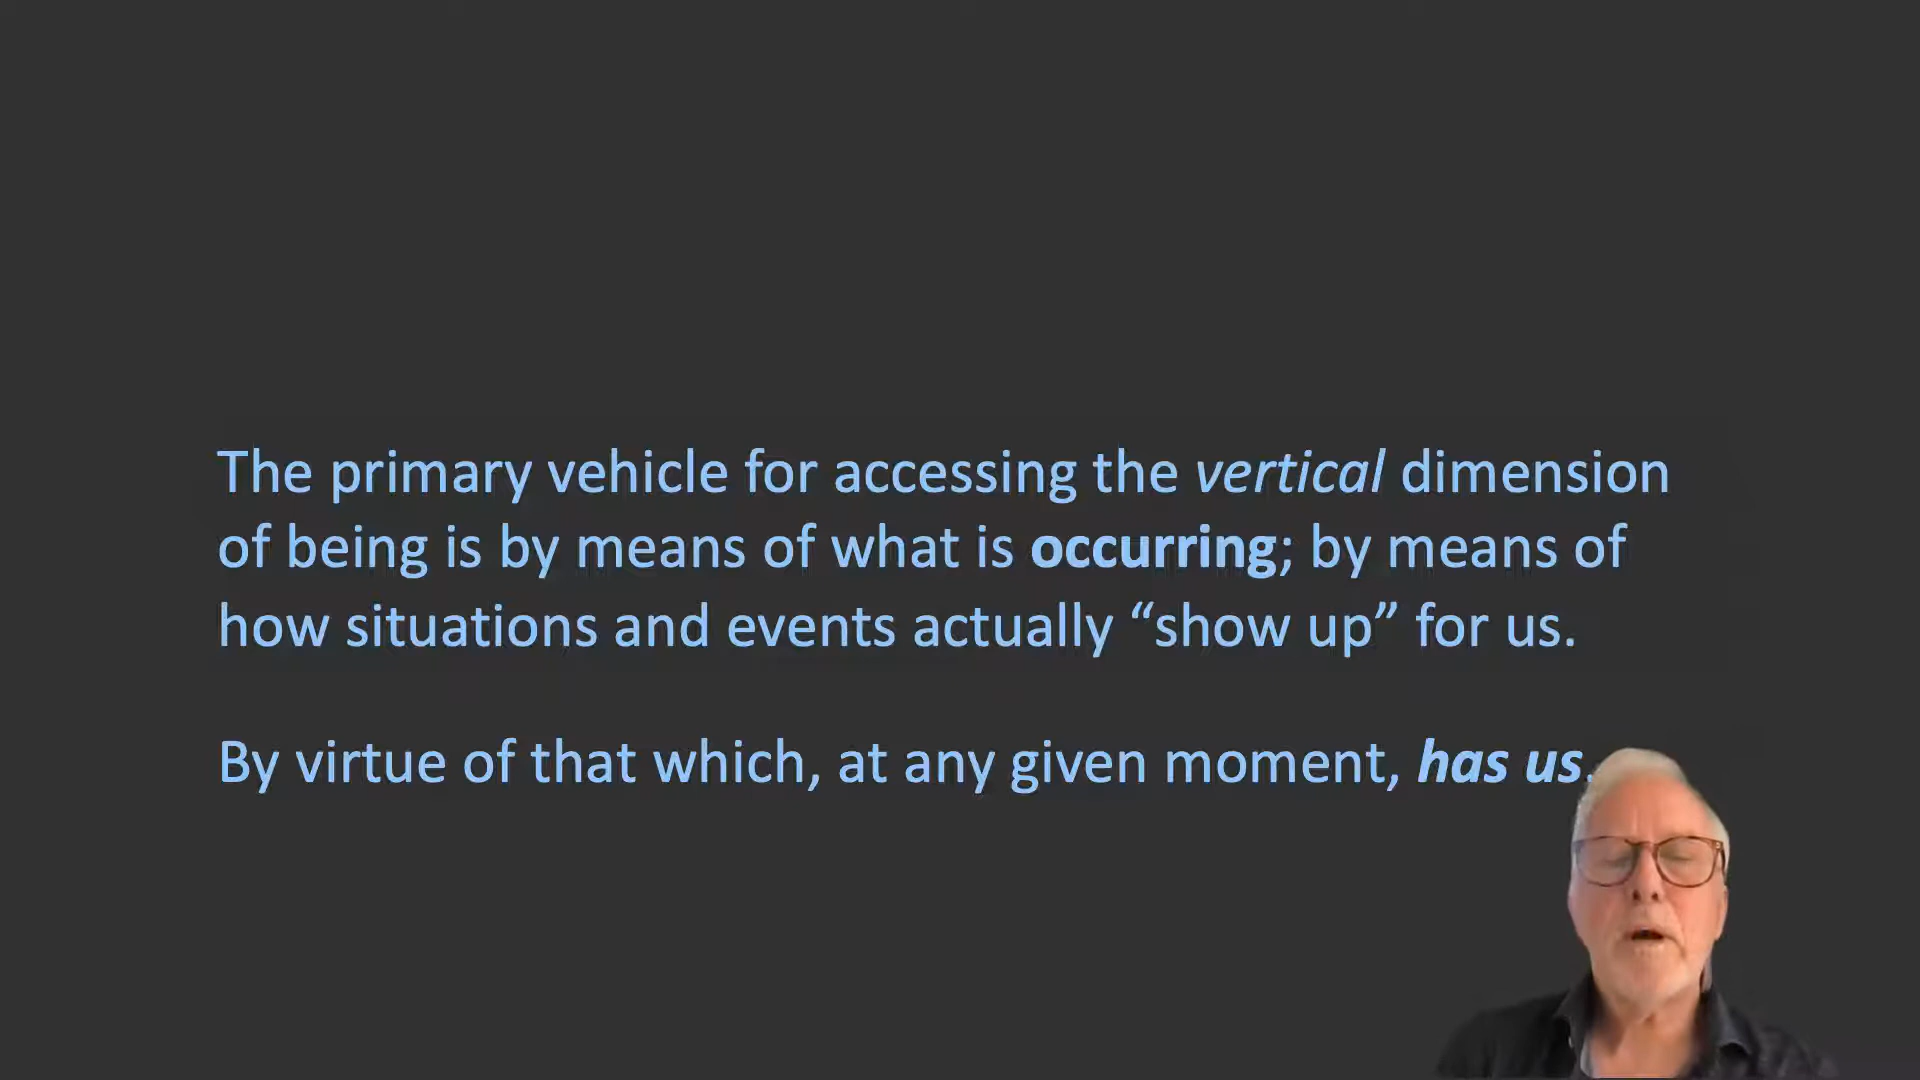 The primary vehicle for accessing the vertical dimension
of being is by means of what is occurring; by means of
how situations and events actually “show up” for us.
By virtue of that which, at any given moment, has us.